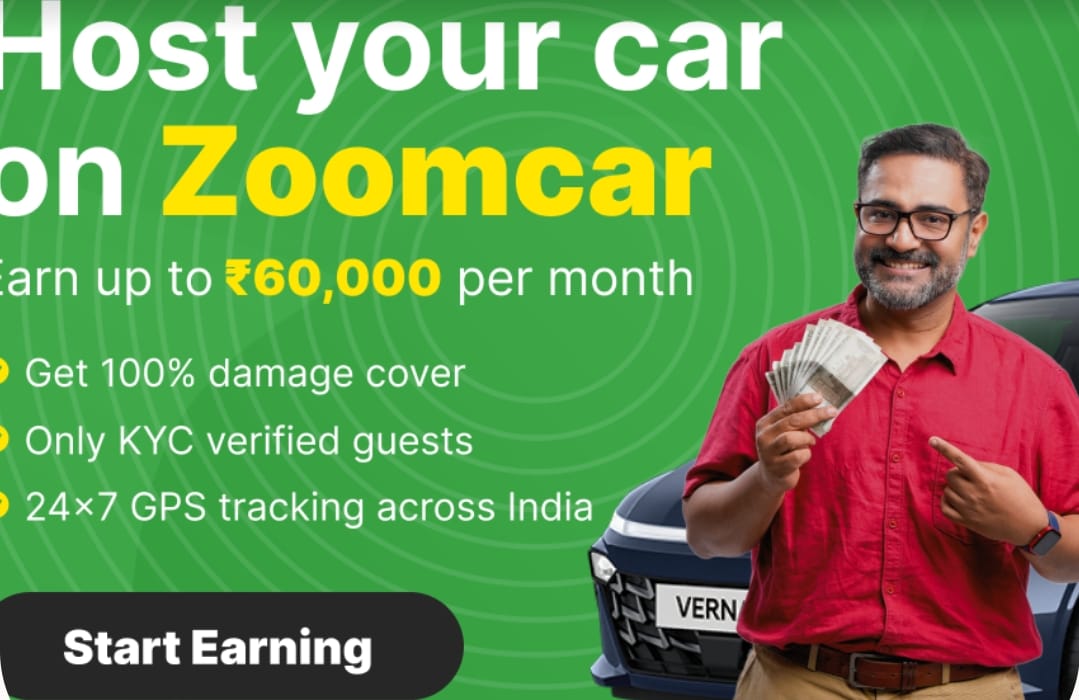 Host your car
on Zoomcar
Earn up to ₹60,000 per month
Get 100% damage cover
Only KYC verified guests
24×7 GPS tracking across India
VERN
Start Earning